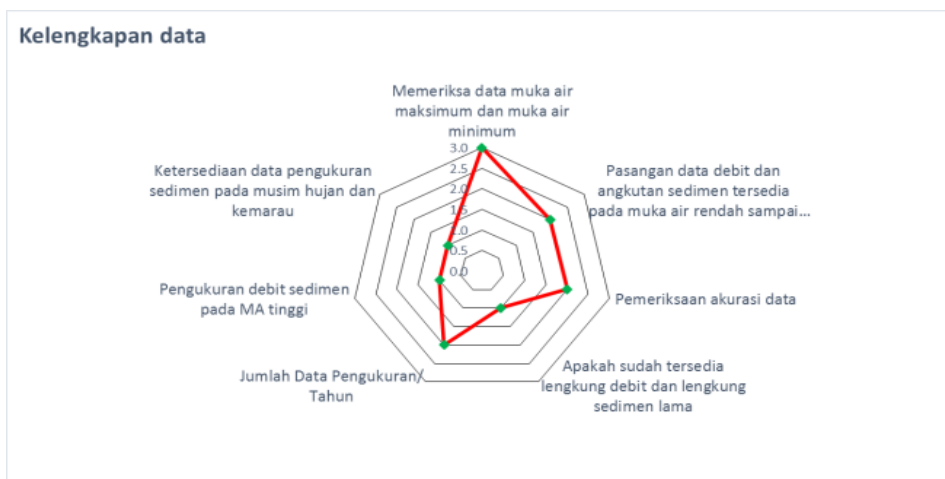 Kelengkapan data
Memeriksa data muka air
maksimum dan muka air
minimum
3.0
2.5
2.0
1.5
1.0
0.5
0.0
Pasangan data debit dan
angkutan sedimen tersedia
pada muka air rendah sampai...
Pemeriksaan akurasi data
Apakah sudah tersedia
lengkung debit dan lengkung
sedimen lama
Jumlah Data Pengukuran/
Tahun
Pengukuran debit sedimen
pada MA tinggi
Ketersediaan data pengukuran
sedimen pada musim hujan dan
kemarau